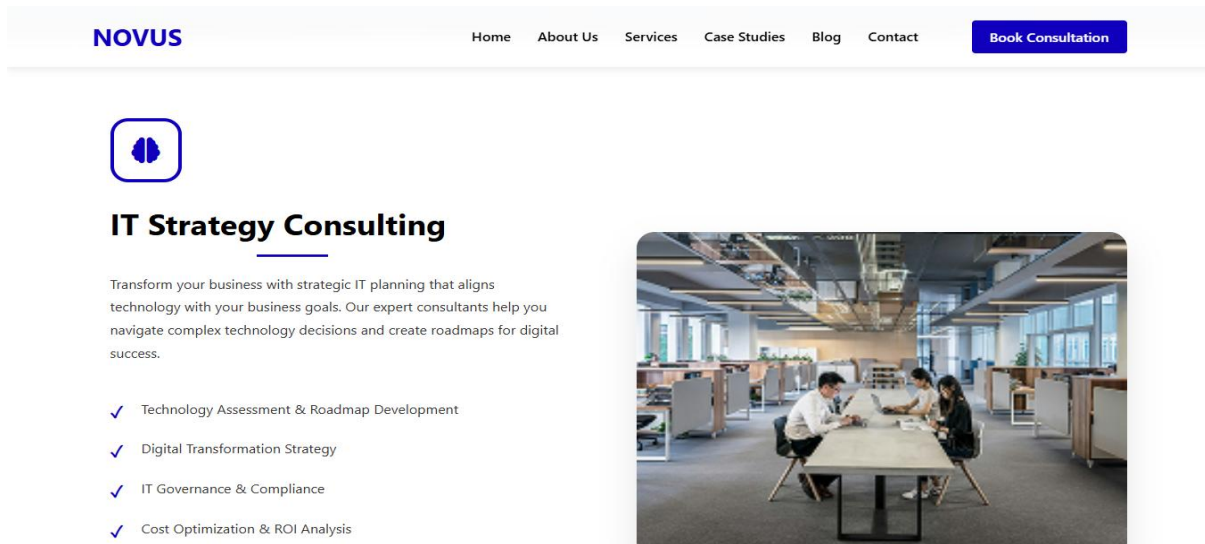 NOVUS
Home About Us Services Case Studies Blog Contact Book Consultation
IT Strategy Consulting
Transform your business with strategic IT planning that aligns
technology with your business goals. Our expert consultants help you
navigate complex technology decisions and create roadmaps for digital
success.
Technology Assessment & Roadmap Development
Digital Transformation Strategy
IT Governance & Compliance
Cost Optimization & ROI Analysis